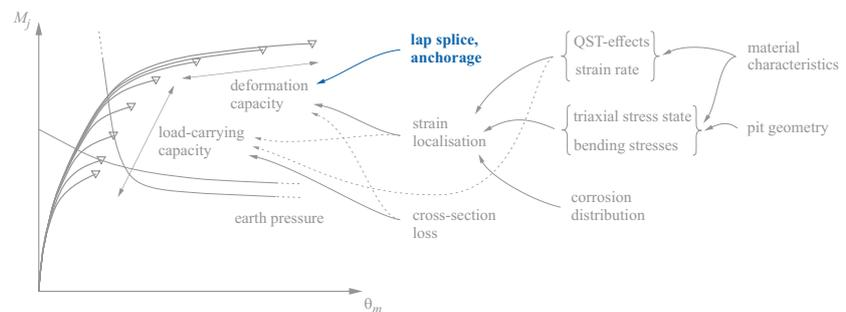 M_j
lap splice,
anchorage
QST-effects
strain rate
material
characteristics
deformation
capacity
load-carrying
capacity
strain
localisation
triaxial stress state
bending stresses
pit geometry
corrosion
distribution
earth pressure
cross-section
loss
θ_m